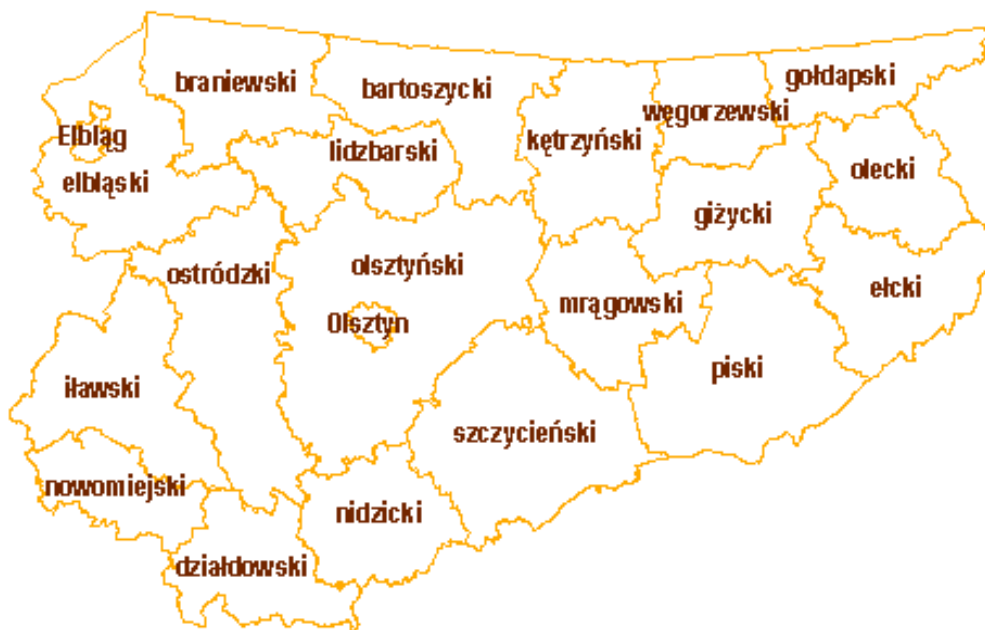 braniewski
bartoszycki
gołdapski
węgorzewski
Elbląg
lidzbarski
kętrzyński
olecki
elbląski
giżycki
ostródzki
olsztyński
ełcki
mrągowski
Olsztyn
piski
iławski
szczycieński
nowomiejski
nidzicki
działdowski